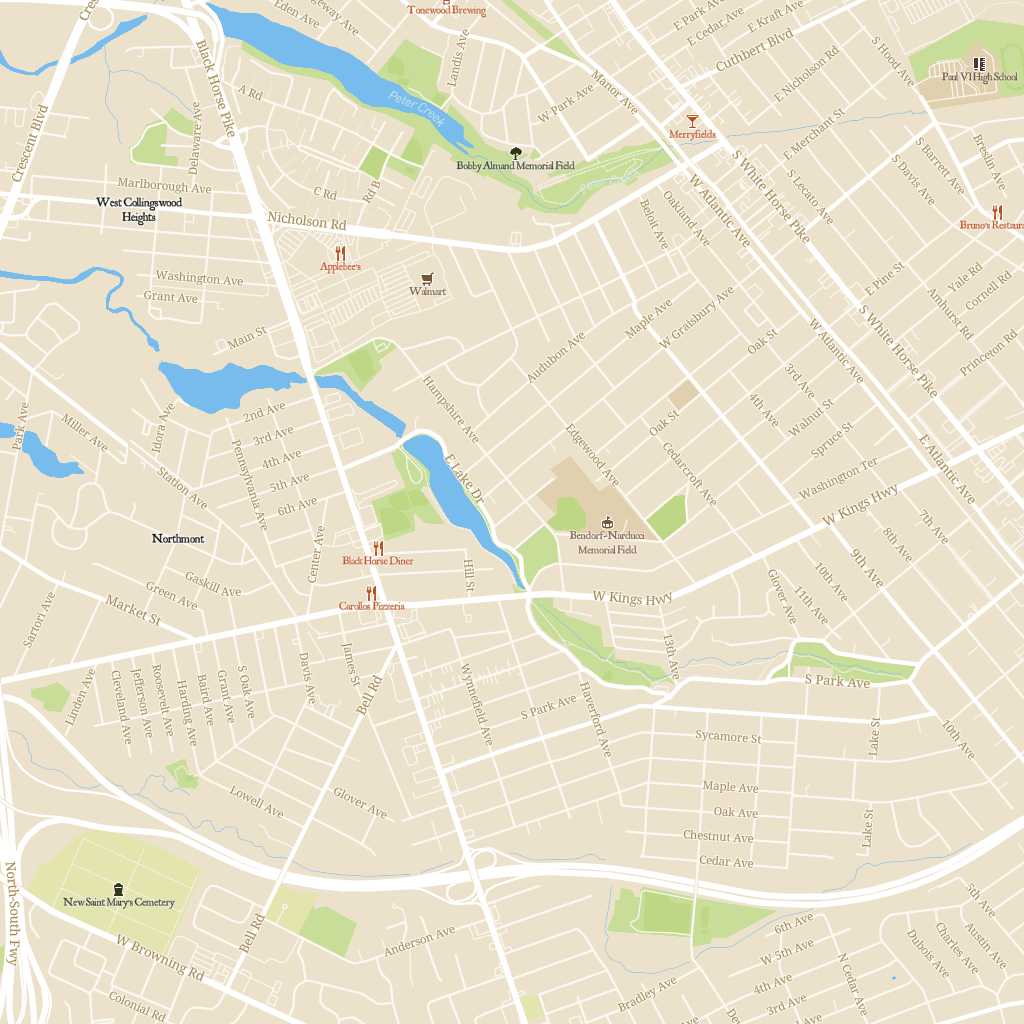 Tonewood Brewing
E Park Ave
E Cedar Ave
E Kraft Ave
Cuthbert Blvd
Eden Ave
Landis Ave
S Hood Ave
E Nicholson Rd
Paul VI High School
Black Horse Pike
A Rd
Manor Ave
W Park Ave
Peter Creek
Merryfields
E Merchant St
Crescent Blvd
Delaware Ave
Bobby Almand Memorial Field
S Barrett Ave
Breslin Ave
S Davis Ave
S White Horse Pike
S Lecato Ave
Marlborough Ave
C Rd
Rd B
West Collingswood
Heights
Nicholson Rd
Beloit Ave
Oakland Ave
W Atlantic Ave
Applebee's
Walmart
Washington Ave
Grant Ave
E Pine St
Yale Rd
Cornell Rd
Amhurst Rd
Main St
Maple Ave
W Graisbury Ave
Oak St
W Atlantic Ave
S White Horse Pike
Princeton Rd
Audubon Ave
Hampshire Ave
3rd Ave
4th Ave
Walnut St
Spruce St
Park Ave
Miller Ave
Idora Ave
2nd Ave
3rd Ave
4th Ave
5th Ave
6th Ave
Pennsylvania Ave
Station Ave
E Lake Dr
Edgewood Ave
Oak St
Cedarcroft Ave
Washington Ter
W Kings Hwy
E Atlantic Ave
7th Ave
8th Ave
9th Ave
10th Ave
11th Ave
Northmont
Center Ave
Black Horse Diner
Bendorf-Narducci
Memorial Field
Hill St
Carollos Pizzeria
W Kings Hwy
Glover Ave
Gaskill Ave
Green Ave
Market St
Sartori Ave
13th Ave
James St
Davis Ave
Bell Rd
Linden Ave
Cleveland Ave
Jefferson Ave
Roosevelt Ave
Harding Ave
Baird Ave
Grant Ave
S Oak Ave
Wynnefield Ave
S Park Ave
Haverford Ave
S Park Ave
Sycamore St
Lake St
10th Ave
Maple Ave
Oak Ave
Chestnut Ave
Cedar Ave
Lake St
Lowell Ave
Glover Ave
North-South Fwy
New Saint Mary's Cemetery
W Browning Rd
Bell Rd
Anderson Ave
Colonial Rd
5th Ave
6th Ave
W 5th Ave
4th Ave
3rd Ave
N Cedar Ave
Dubois Ave
Charles Ave
Austin Ave
Bradley Ave